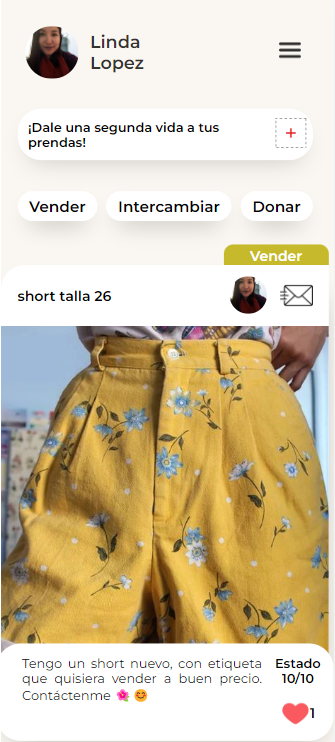 Linda
Lopez
¡Dale una segunda vida a tus
prendas!
+
Vender Intercambiar Donar
Vender
short talla 26
Tengo un short nuevo, con etiqueta
que quisiera vender a buen precio.
Contáctenme 🌺 😊
Estado
10/10
1